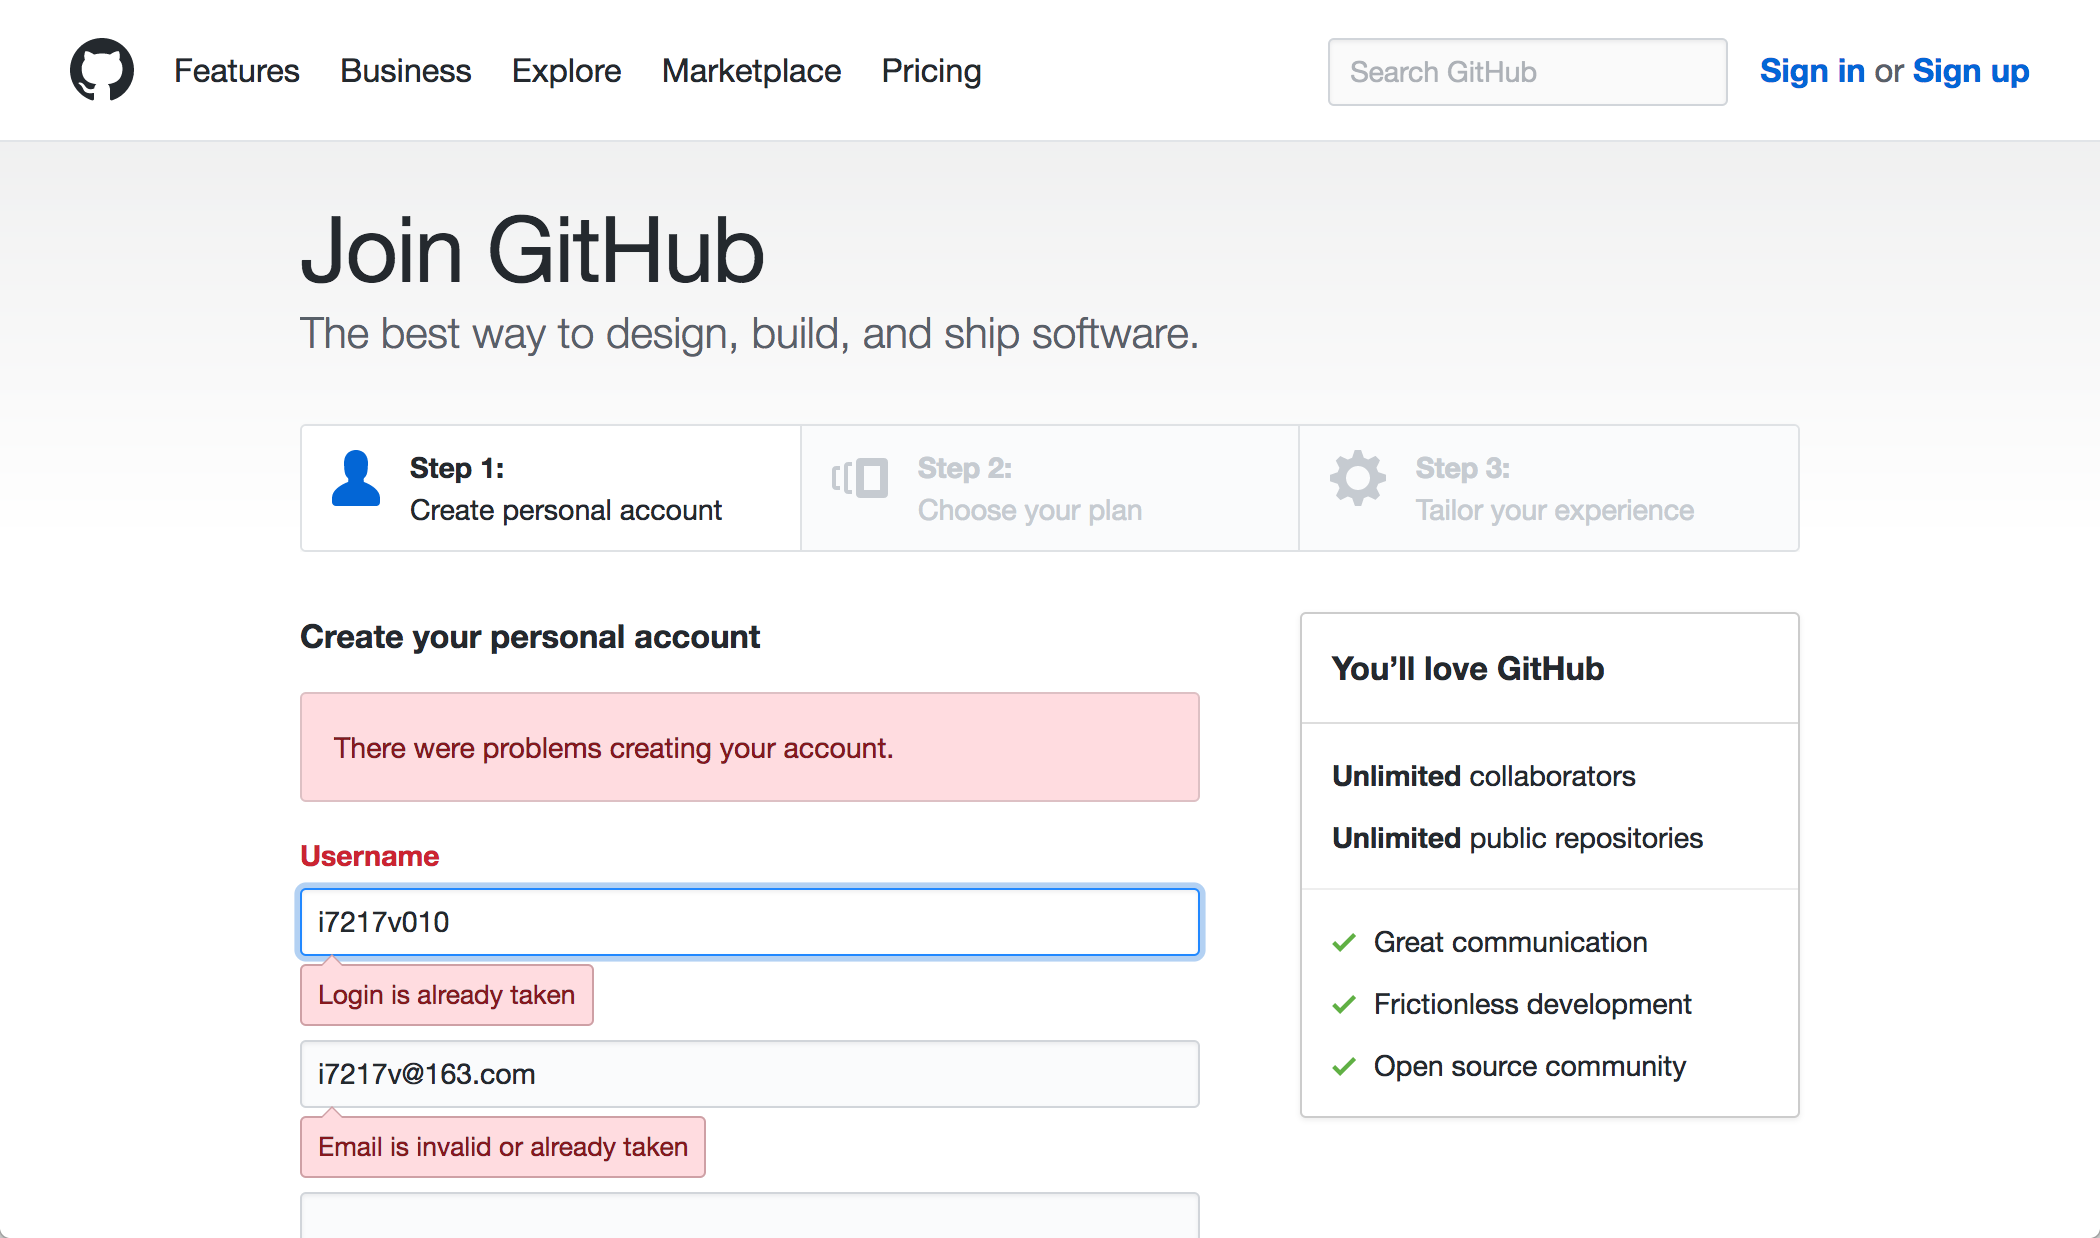 Features Business Explore Marketplace Pricing Search GitHub Sign in or Sign up
Join GitHub
The best way to design, build, and ship software.
Step 1:
Create personal account
Step 2:
Choose your plan
Step 3:
Tailor your experience
Create your personal account
There were problems creating your account.
Username
i7217v010
Login is already taken
i7217v@163.com
Email is invalid or already taken
You’ll love GitHub
Unlimited collaborators
Unlimited public repositories
Great communication
Frictionless development
Open source community